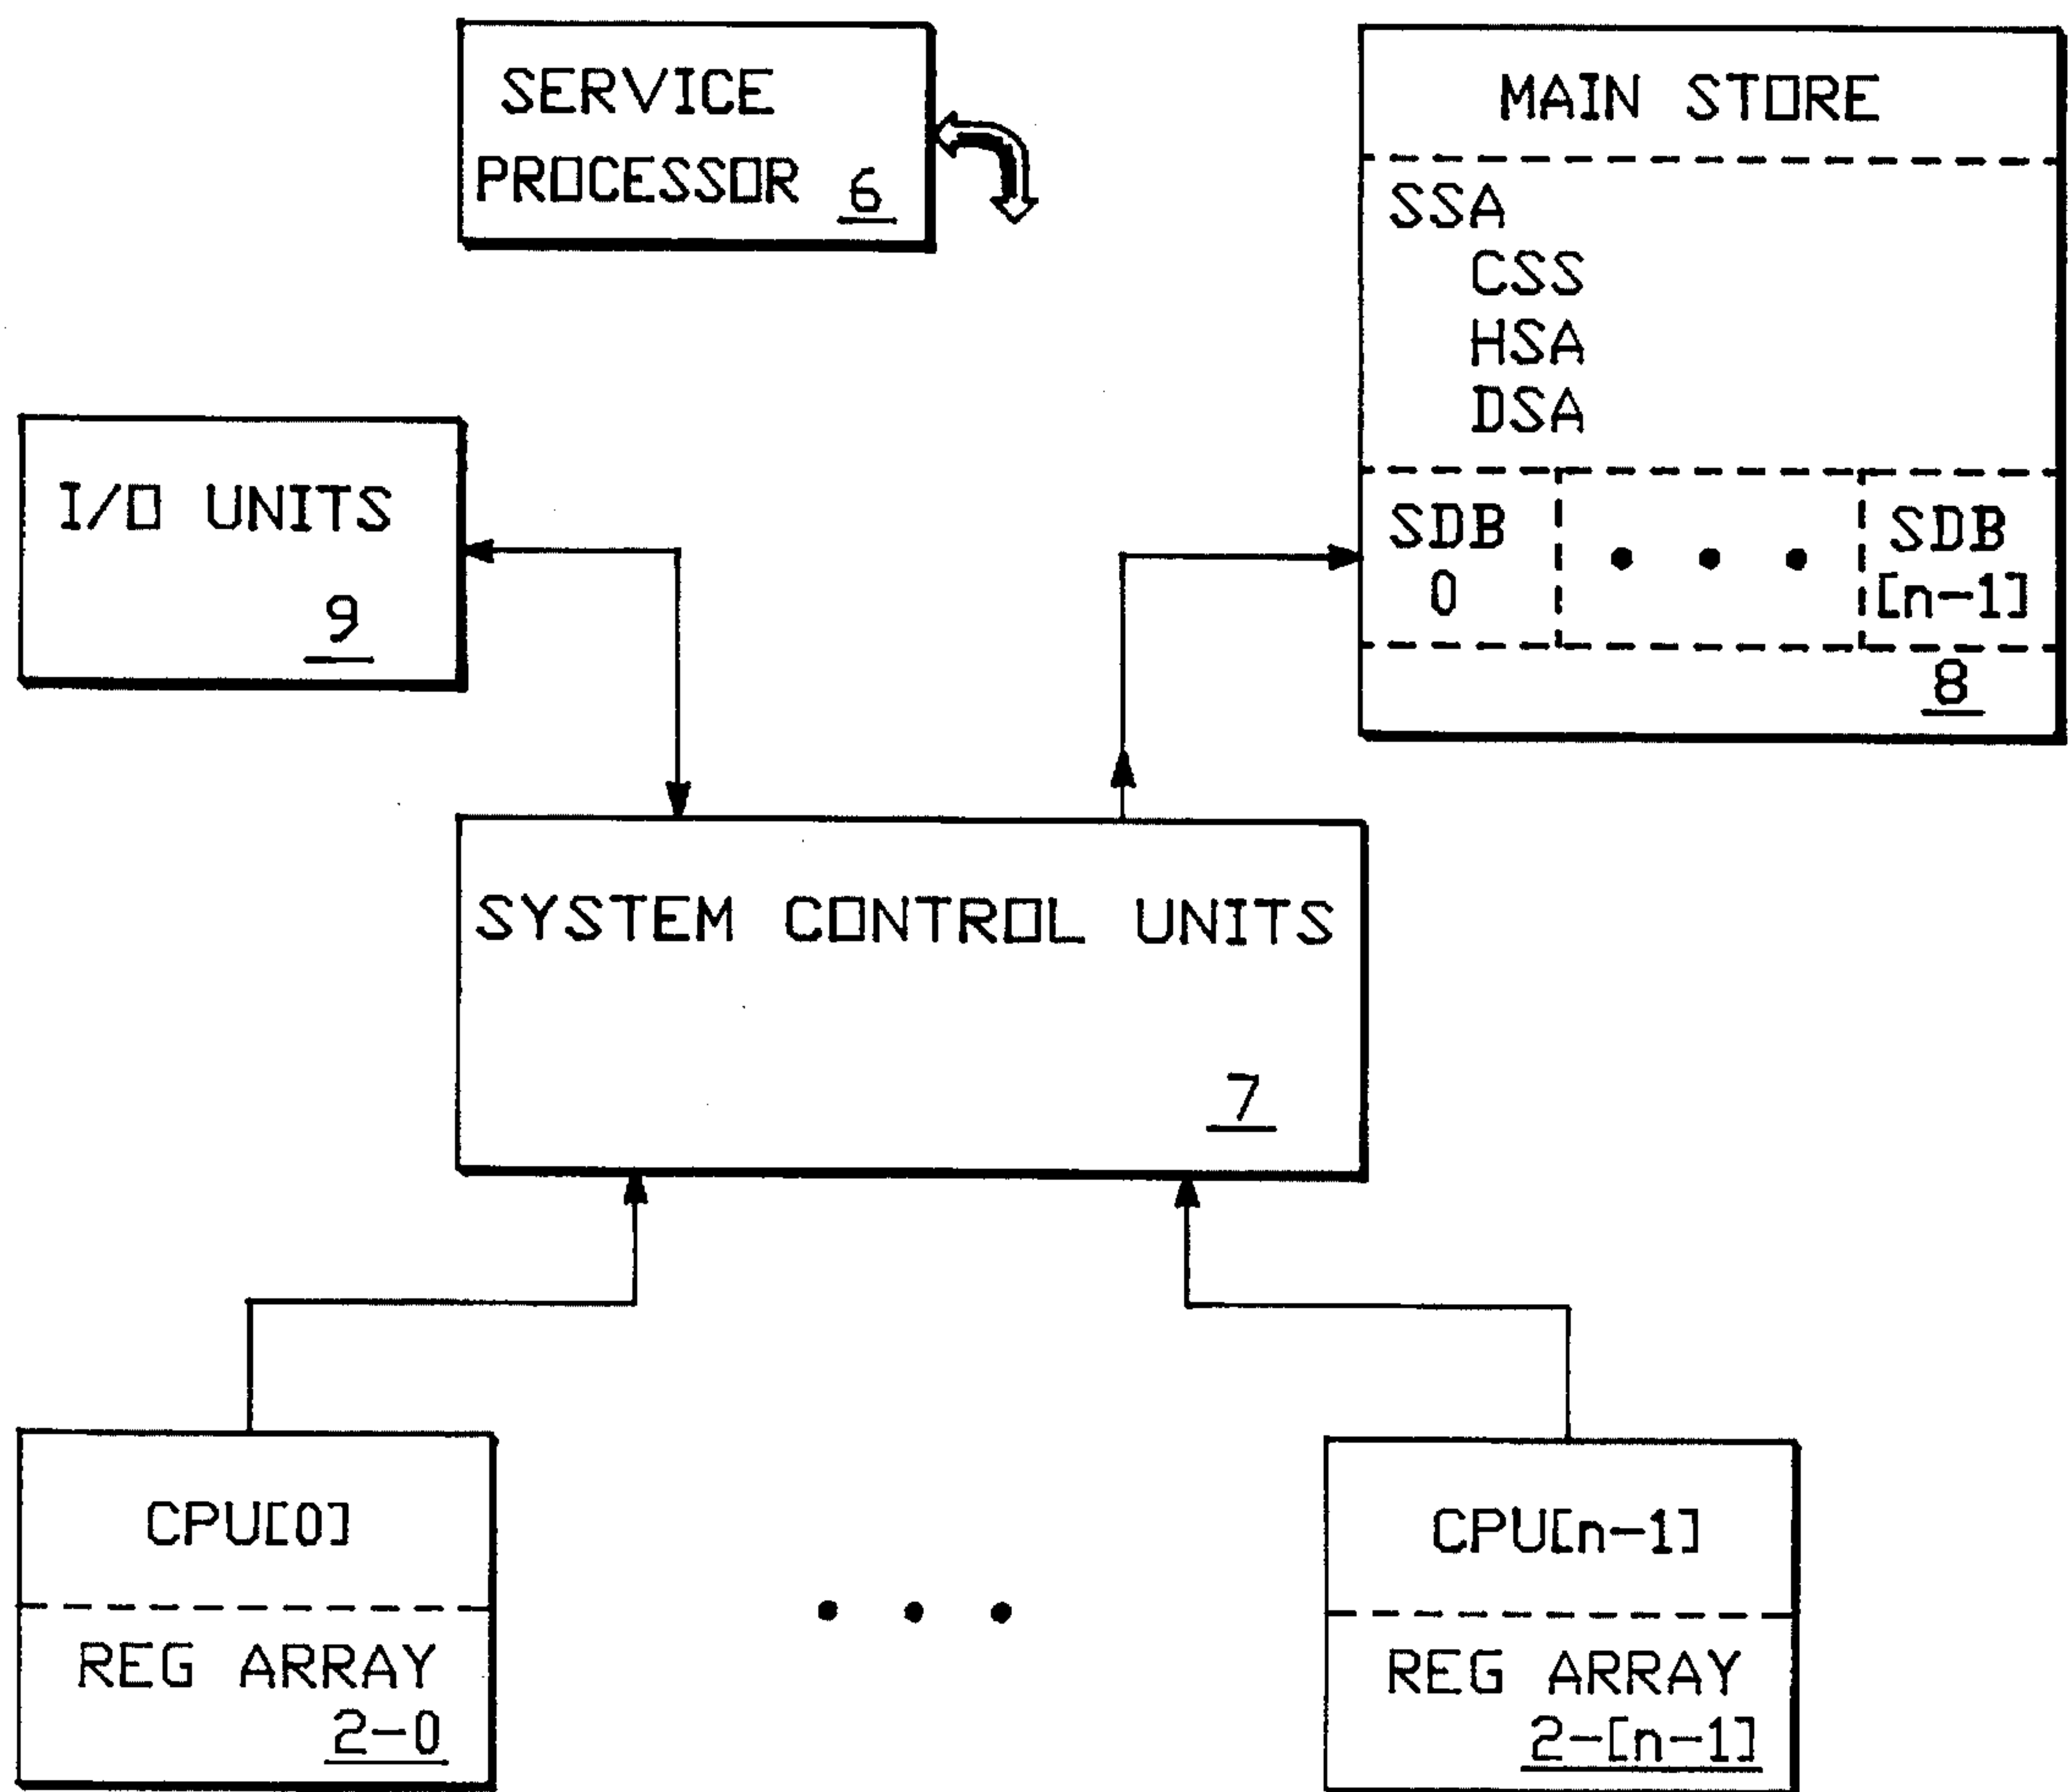 SERVICE
PROCESSOR 6
MAIN STORE
SSA
CSS
HSA
DSA
SDB
0
SDB
[n-1]
8
I/O UNITS
9
SYSTEM CONTROL UNITS
7
CPU[0]
REG ARRAY
2-0
CPU[n-1]
REG ARRAY
2-[n-1]